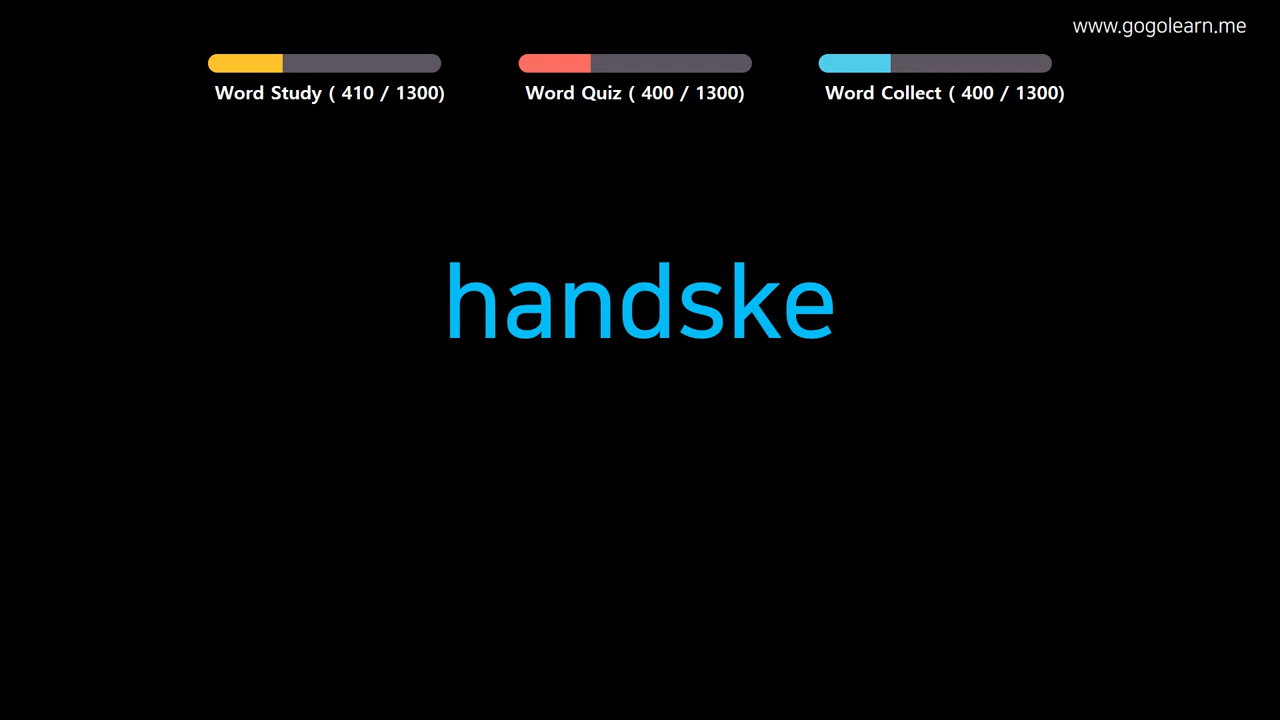 www.gogolearn.me
Word Study ( 410 / 1300)
Word Quiz ( 400 / 1300)
Word Collect ( 400 / 1300)
handske